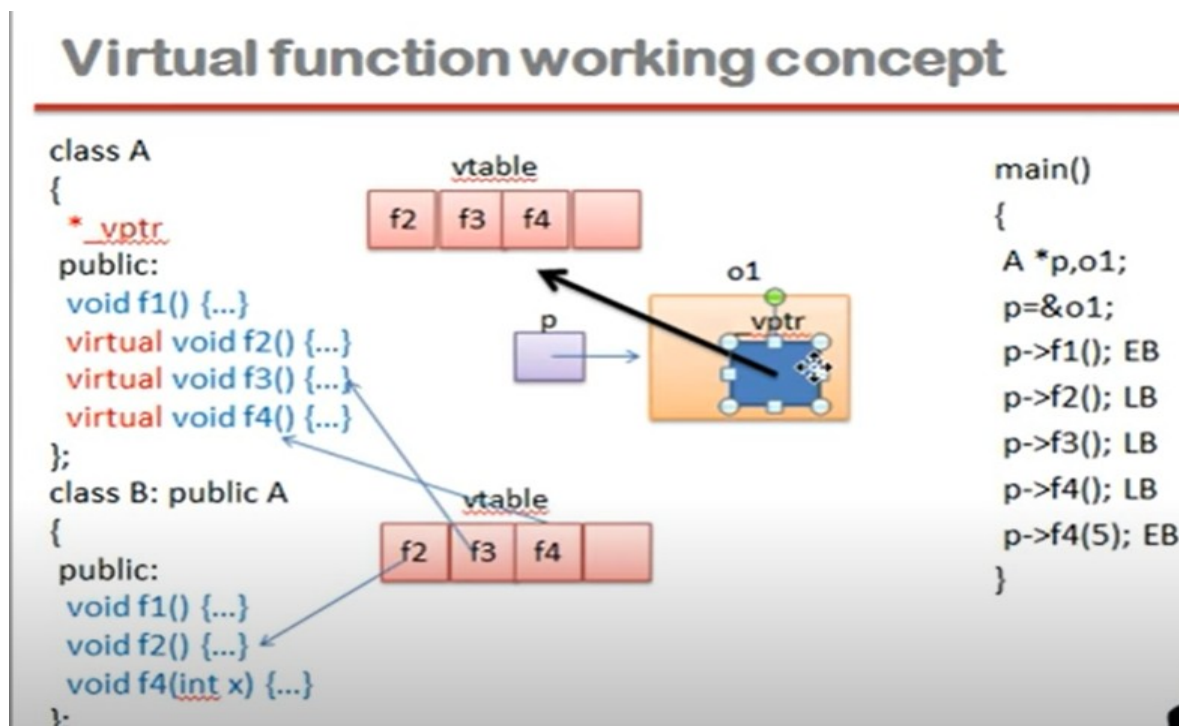 Virtual function working concept
class A
{
*_vptr
public:
void f1() {...}
virtual void f2() {...}
virtual void f3() {...}
virtual void f4() {...}
};
class B: public A
{
public:
void f1() {...}
void f2() {...}
void f4(int x) {...}
};
vtable
f2 f3 f4
p
o1
_vptr
vtable
f2 f3 f4
main()
{
A *p,o1;
p=&o1;
p->f1(); EB
p->f2(); LB
p->f3(); LB
p->f4(); LB
p->f4(5); EB
}